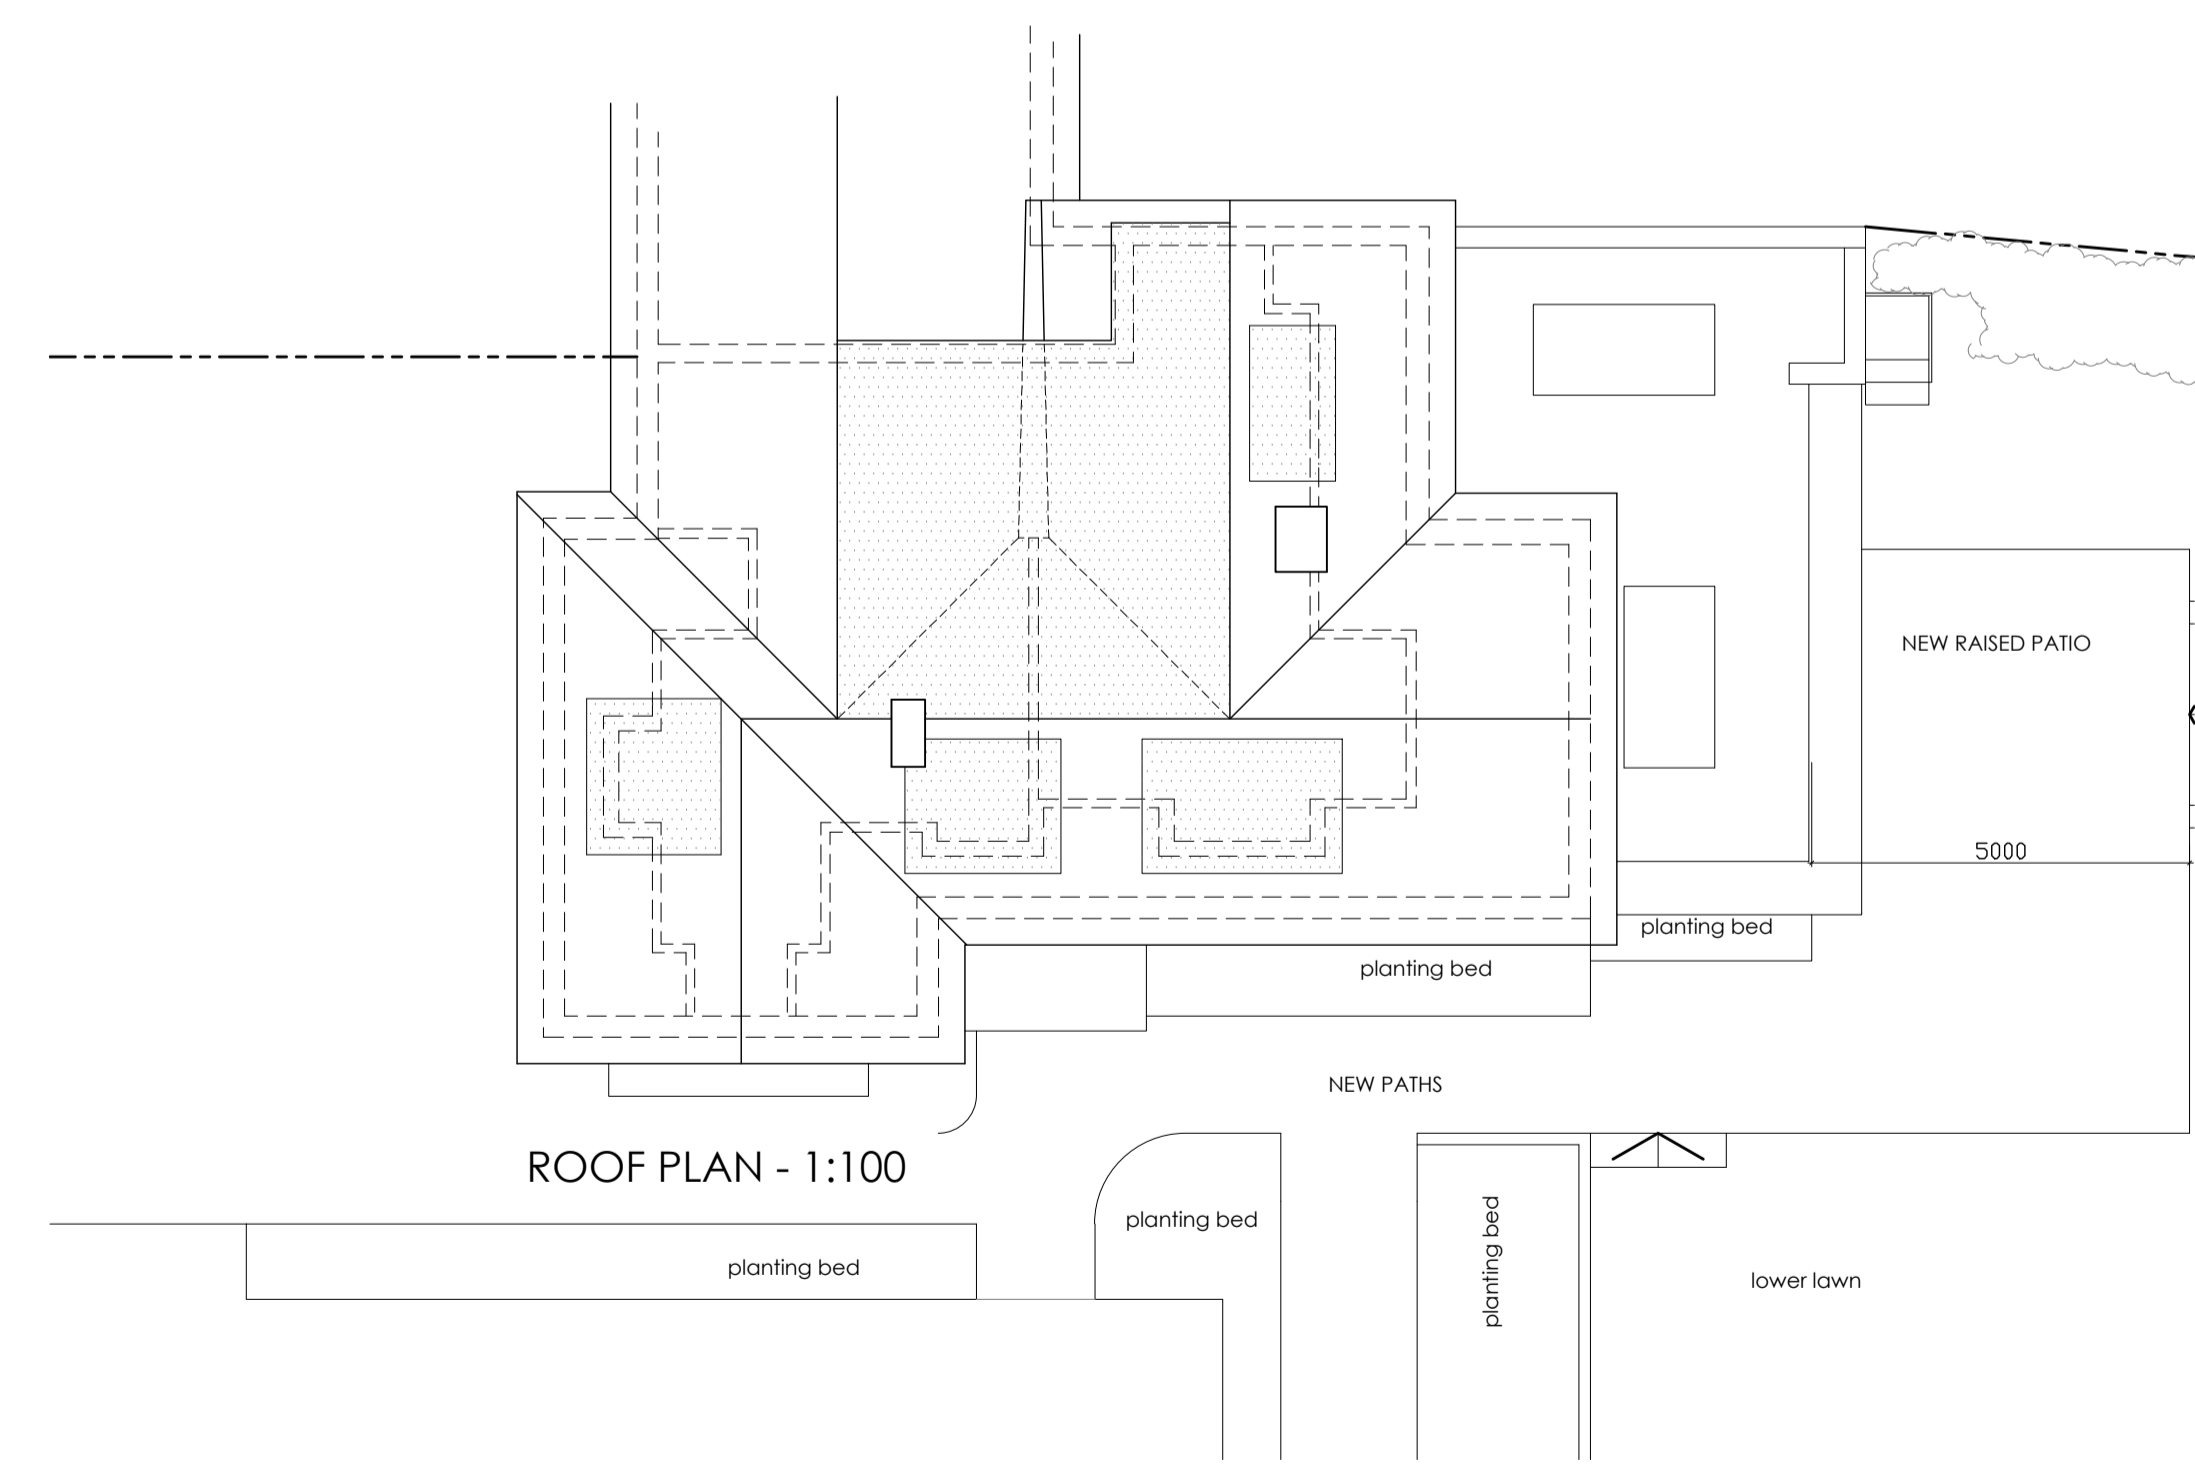 NEW RAISED PATIO
5000
planting bed
planting bed
NEW PATHS
ROOF PLAN - 1:100
planting bed
planting bed
planting bed
lower lawn